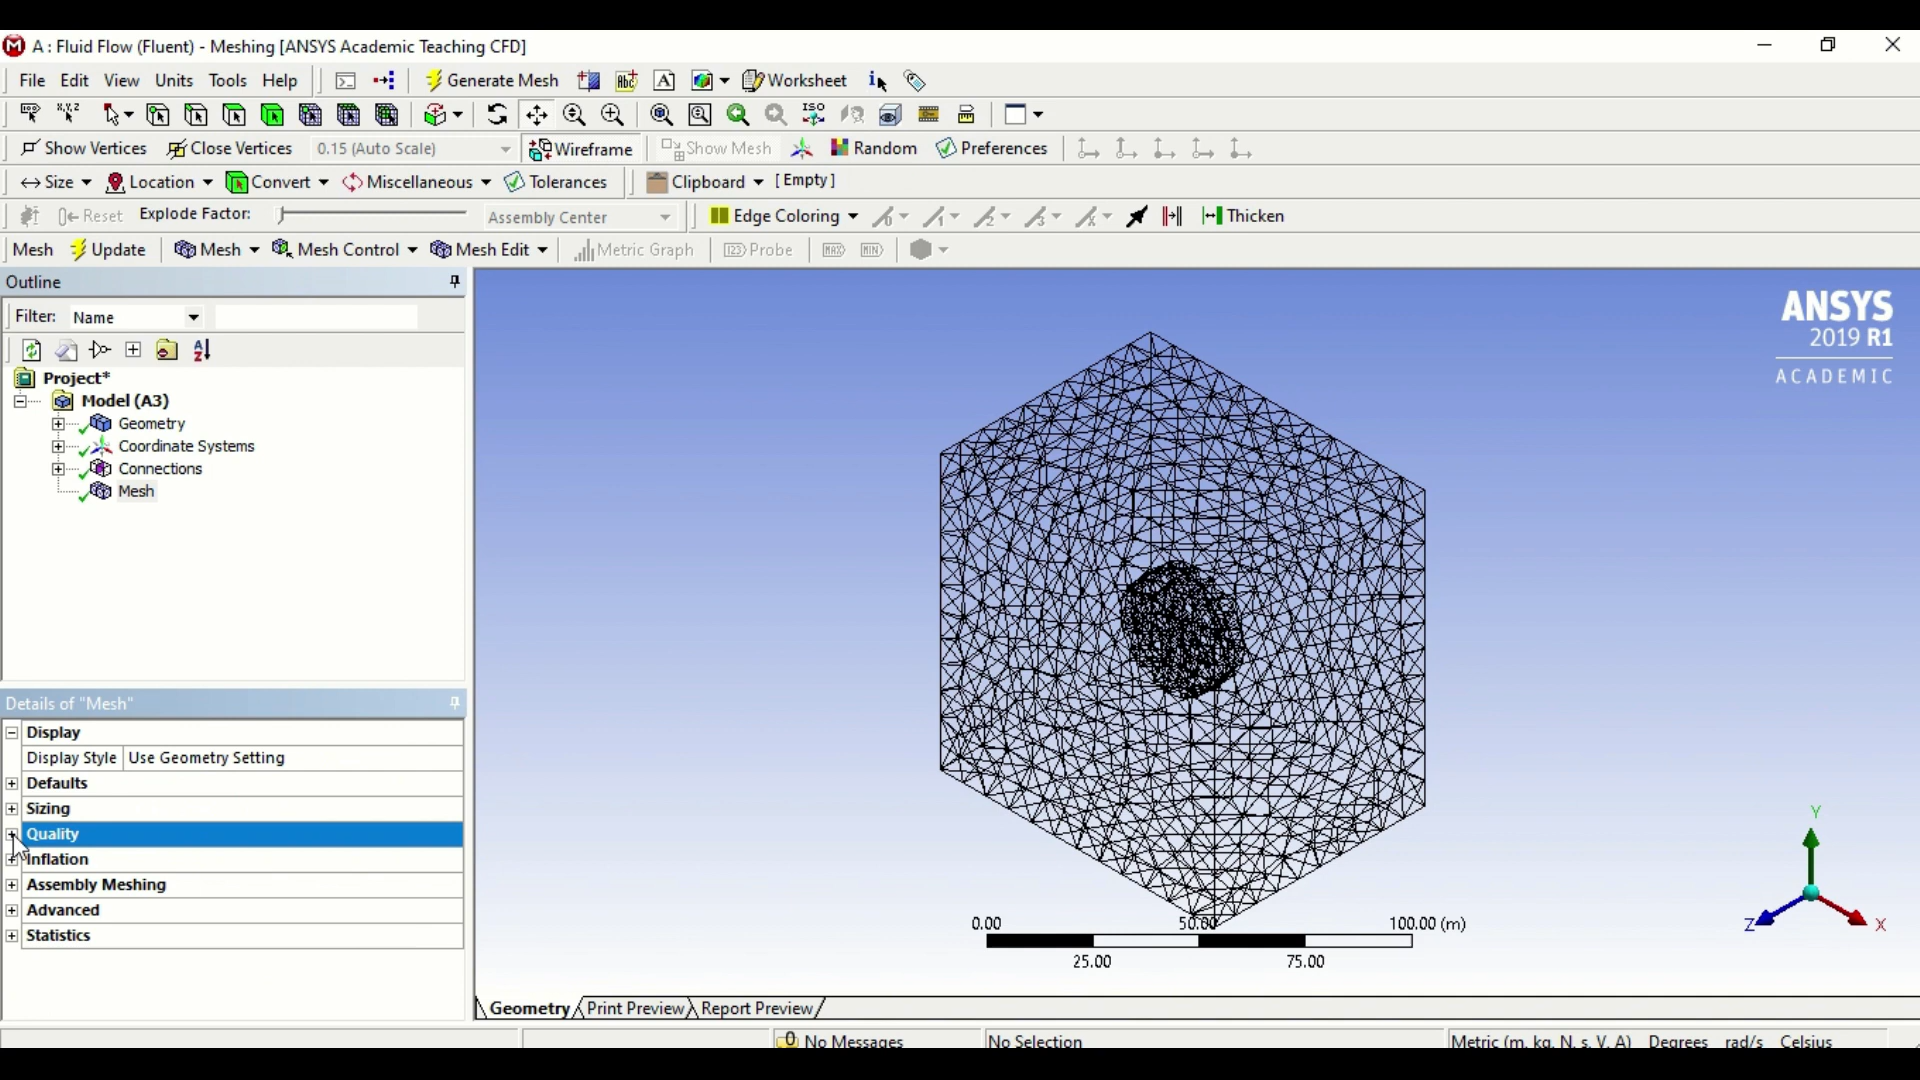 A : Fluid Flow (Fluent) - Meshing [ANSYS Academic Teaching CFD]
File Edit View Units Tools Help Generate Mesh Abc A Worksheet i
X,Y,Z ISO
Show Vertices Close Vertices 0.15 (Auto Scale) Wireframe Show Mesh Random Preferences
Size Location Convert Miscellaneous Tolerances Clipboard [ Empty ]
Reset Explode Factor: Assembly Center Edge Coloring Thicken
Mesh Update Mesh Mesh Control Mesh Edit Metric Graph Probe MAX MIN
Outline
Filter: Name
Project*
Model (A3)
Geometry
Coordinate Systems
Connections
Mesh
Details of "Mesh"
Display
Display Style Use Geometry Setting
Defaults
Sizing
Quality
Inflation
Assembly Meshing
Advanced
Statistics
ANSYS
2019 R1
ACADEMIC
0.00 50.00 100.00 (m)
25.00 75.00
Y
Z X
Geometry Print Preview Report Preview
0 No Messages No Selection Metric (m, kg, N, s, V, A) Degrees rad/s Celsius